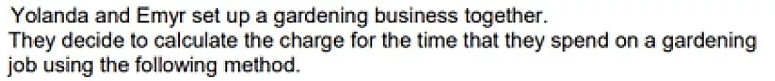 Yolanda and Emyr set up a gardening business together.
They decide to calculate the charge for the time that they spend on a gardening
job using the following method.